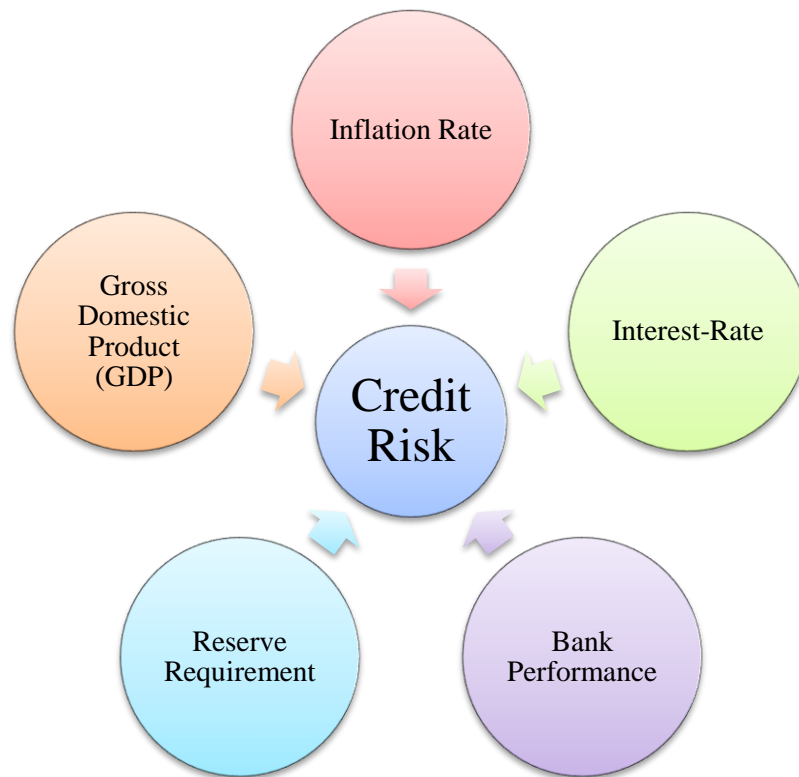 Inflation Rate
Gross
Domestic
Product
(GDP)
Interest-Rate
Credit
Risk
Reserve
Requirement
Bank
Performance